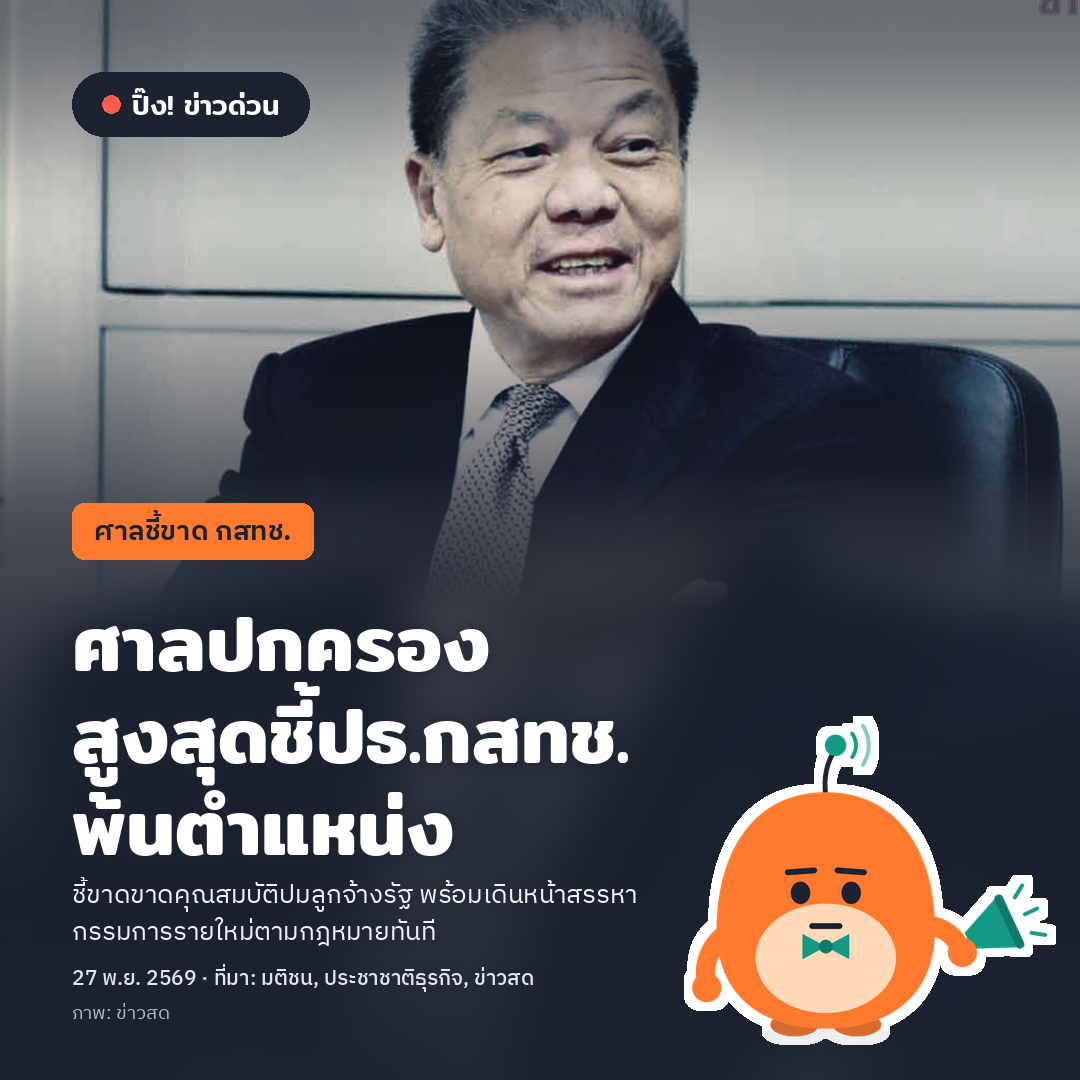 ปิ๊ง! ข่าวด่วน
ศาลชี้ขาด กสทช.
ศาลปกครอง
สูงสุดชี้ปธ.กสทช.
พ้นตำแหน่ง
ชี้ขาดขาดคุณสมบัติปมลูกจ้างรัฐ พร้อมเดินหน้าสรรหา
กรรมการรายใหม่ตามกฎหมายทันที
27 พ.ย. 2569 · ที่มา: มติชน, ประชาชาติธุรกิจ, ข่าวสด
ภาพ: ข่าวสด